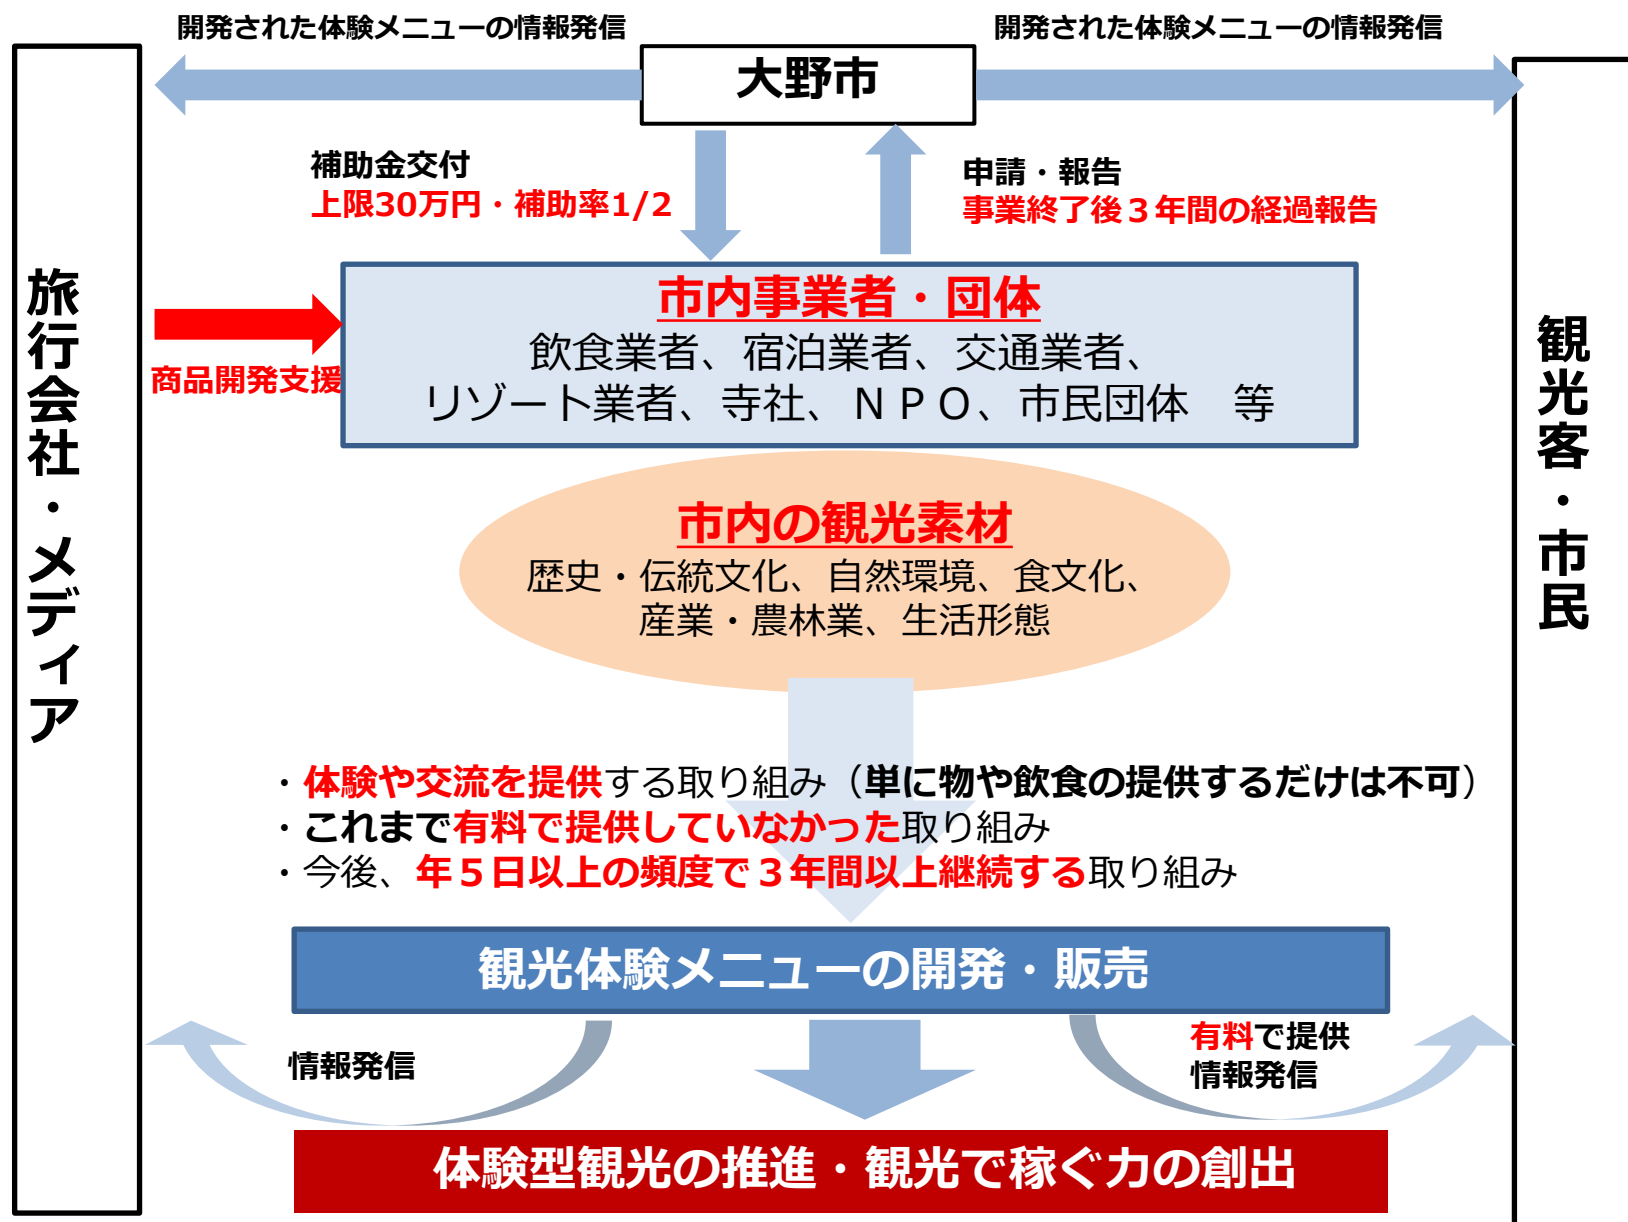 開発された体験メニューの情報発信
開発された体験メニューの情報発信
大野市
補助金交付
上限30万円・補助率1/2
申請・報告
事業終了後３年間の経過報告
旅行会社・メディア
商品開発支援
市内事業者・団体
飲食業者、宿泊業者、交通業者、
リゾート業者、寺社、ＮＰＯ、市民団体　等
観光客・市民
市内の観光素材
歴史・伝統文化、自然環境、食文化、
産業・農林業、生活形態
・体験や交流を提供する取り組み（単に物や飲食の提供するだけは不可）
・これまで有料で提供していなかった取り組み
・今後、年５日以上の頻度で３年間以上継続する取り組み
観光体験メニューの開発・販売
情報発信
有料で提供
情報発信
体験型観光の推進・観光で稼ぐ力の創出